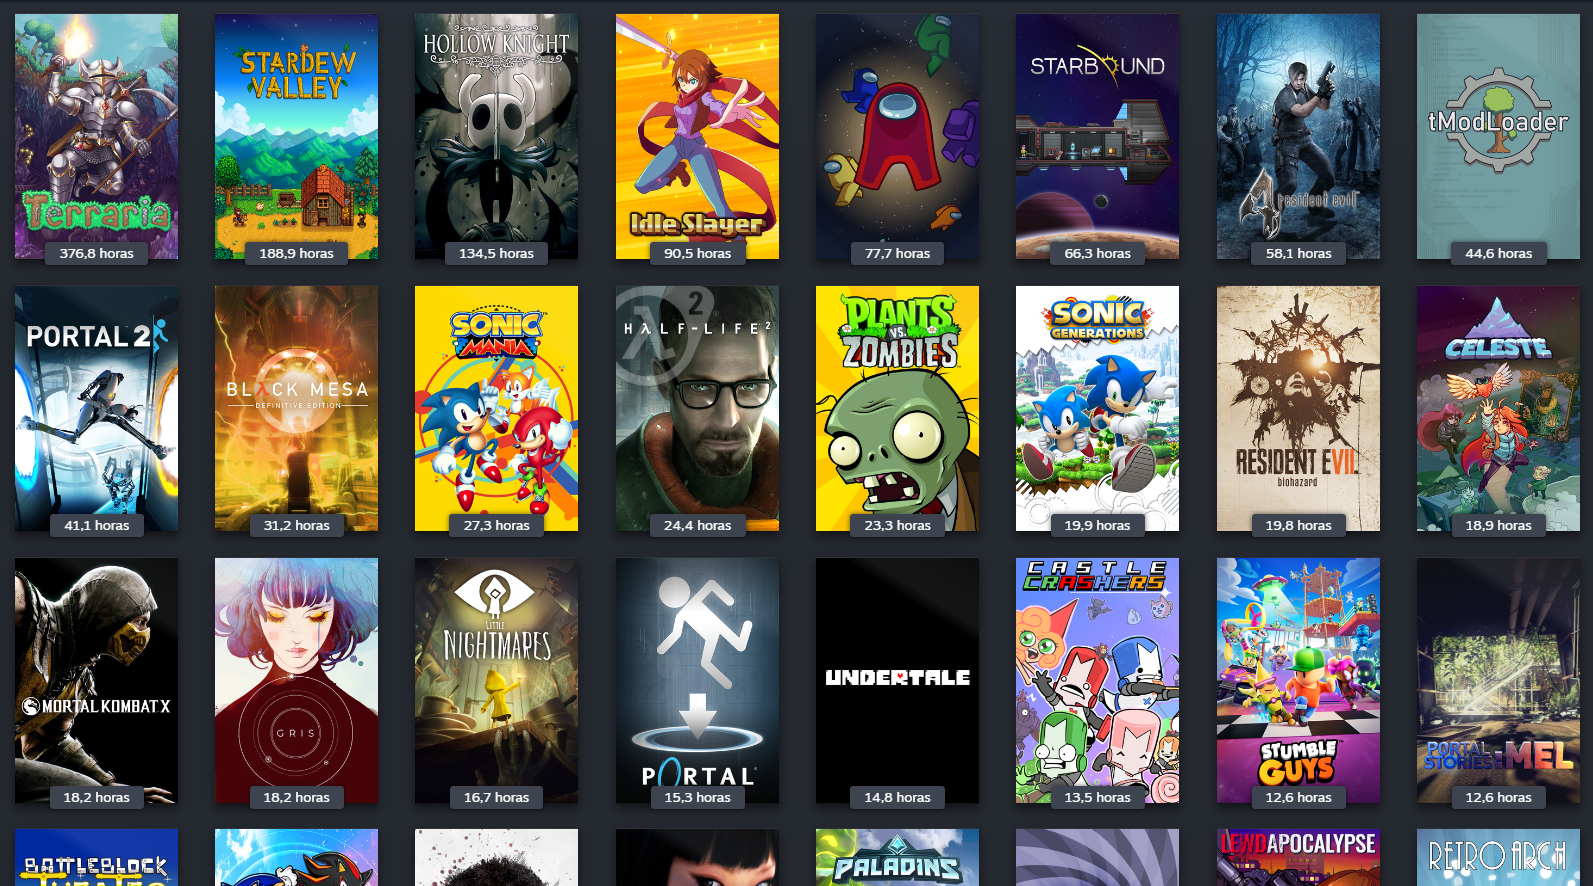 Terraria
376,8 horas
STARDEW
VALLEY
188,9 horas
HOLLOW KNIGHT
134,5 horas
Idle Slayer
90,5 horas
77,7 horas
STARBOUND
66,3 horas
4
resident evil
58,1 horas
tModLoader
44,6 horas
PORTAL 2
41,1 horas
BLACK MESA
DEFINITIVE EDITION
31,2 horas
SONIC
MANIA
27,3 horas
2
HλLF-LIFE²
24,4 horas
PLANTS
VS.
ZOMBIES
23,3 horas
SONIC
GENERATIONS
19,9 horas
RESIDENT EVII.
biohazard
19,8 horas
CELESTE
18,9 horas
MORTAL KOMBAT X
18,2 horas
GRIS
18,2 horas
LITTLE
NIGHTMARES
16,7 horas
PORTAL
15,3 horas
UNDERTALE
14,8 horas
CASTLE
CRASHERS
13,5 horas
STUMBLE
GUYS
12,6 horas
PORTAL
STORIES: MEL
12,6 horas
BATTLEBLOCK
THEATER
PALADINS
LEWDAPOCALYPSE
RETROARCH